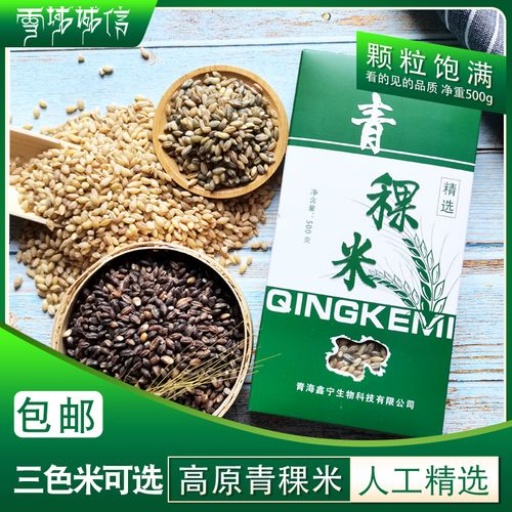 雪域诚信
颗粒饱满
看的见的品质 净重500g
青稞米
精选
净含量：500克
QINGKEMI
青海鑫宁生物科技有限公司
包邮
三色米可选
高原青稞米
人工精选